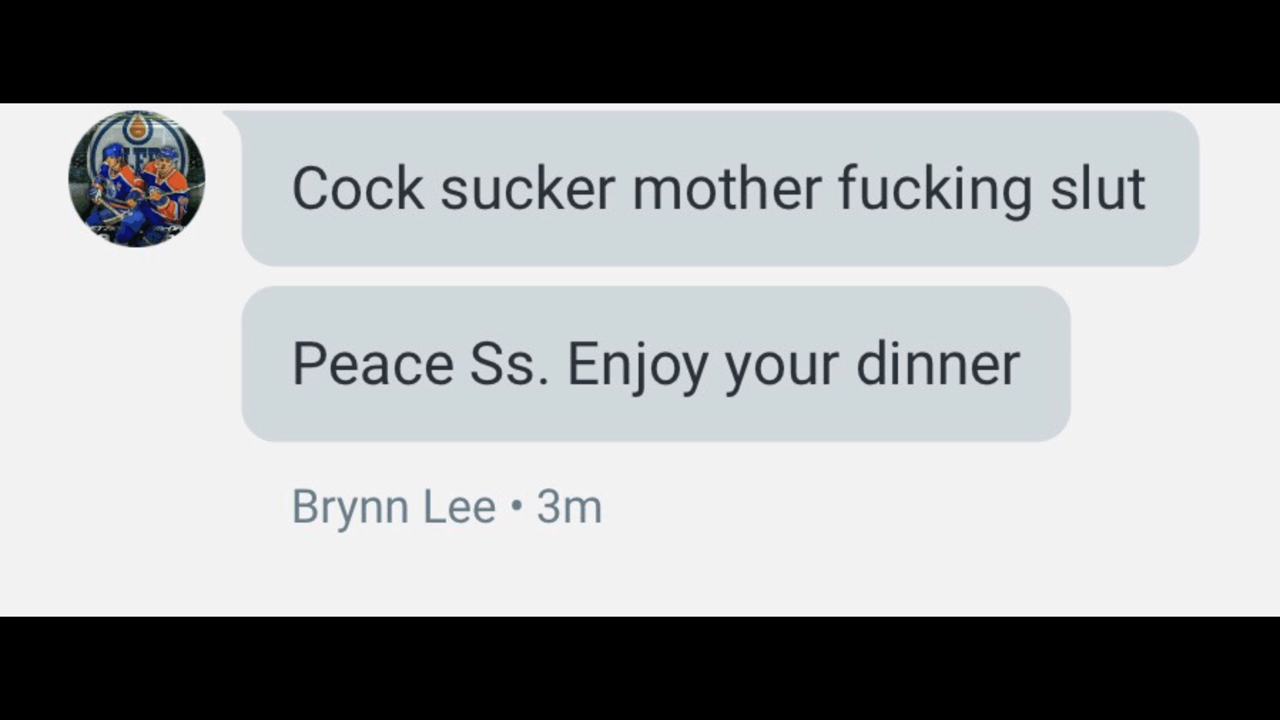 Cock sucker mother fucking slut
Peace Ss. Enjoy your dinner
Brynn Lee • 3m